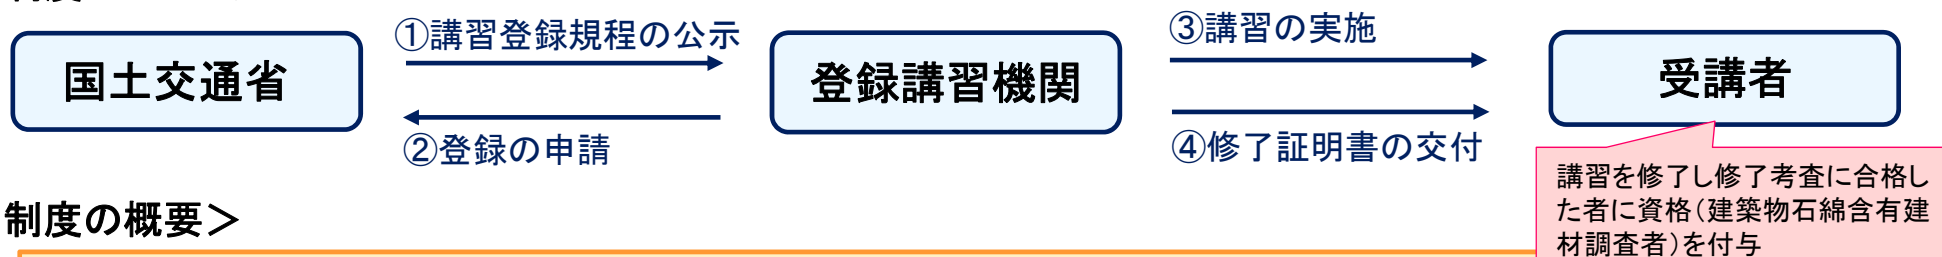 ①講習登録規程の公示
③講習の実施
国土交通省
登録講習機関
受講者
②登録の申請
④修了証明書の交付
講習を修了し修了考査に合格し
た者に資格(建築物石綿含有建
材調査者)を付与
制度の概要＞